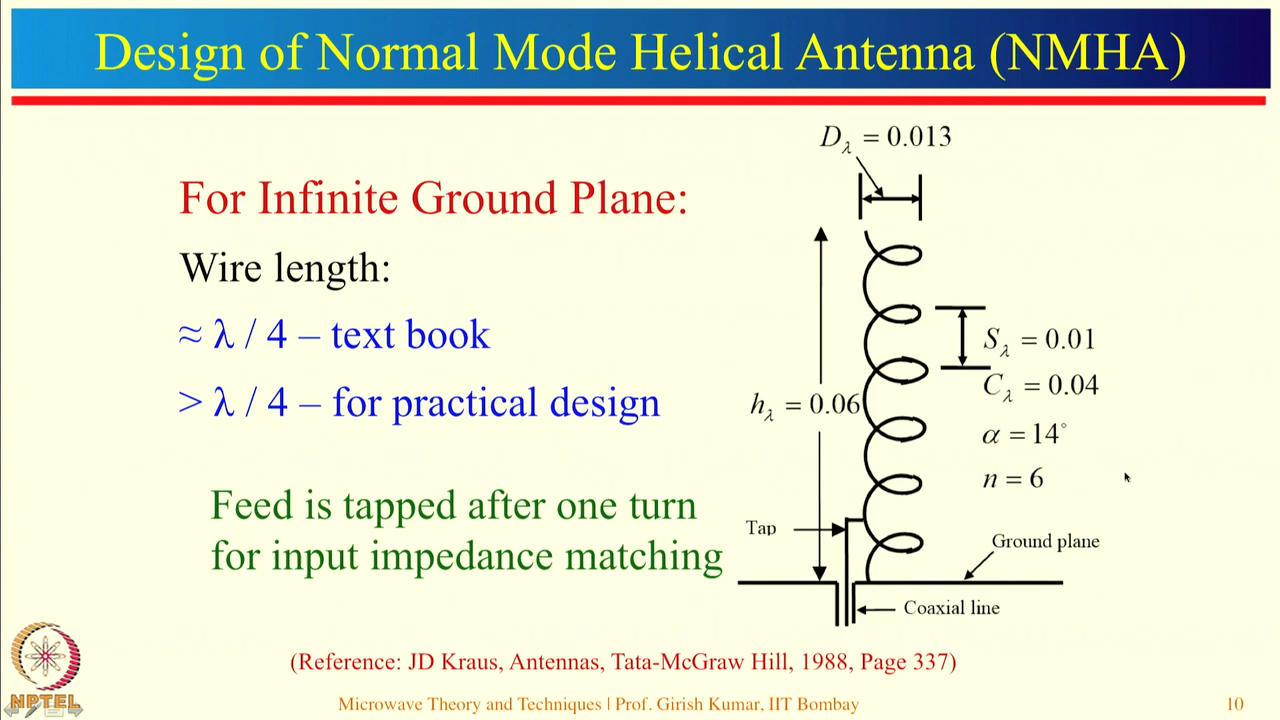 Design of Normal Mode Helical Antenna (NMHA)
For Infinite Ground Plane:
Wire length:
≈ λ / 4 – text book
> λ / 4 – for practical design
Feed is tapped after one turn
for input impedance matching
D_λ = 0.013
S_λ = 0.01
C_λ = 0.04
h_λ = 0.06
α = 14°
n = 6
Tap
Ground plane
Coaxial line
(Reference: JD Kraus, Antennas, Tata-McGraw Hill, 1988, Page 337)
NPTEL
Microwave Theory and Techniques | Prof. Girish Kumar, IIT Bombay
10